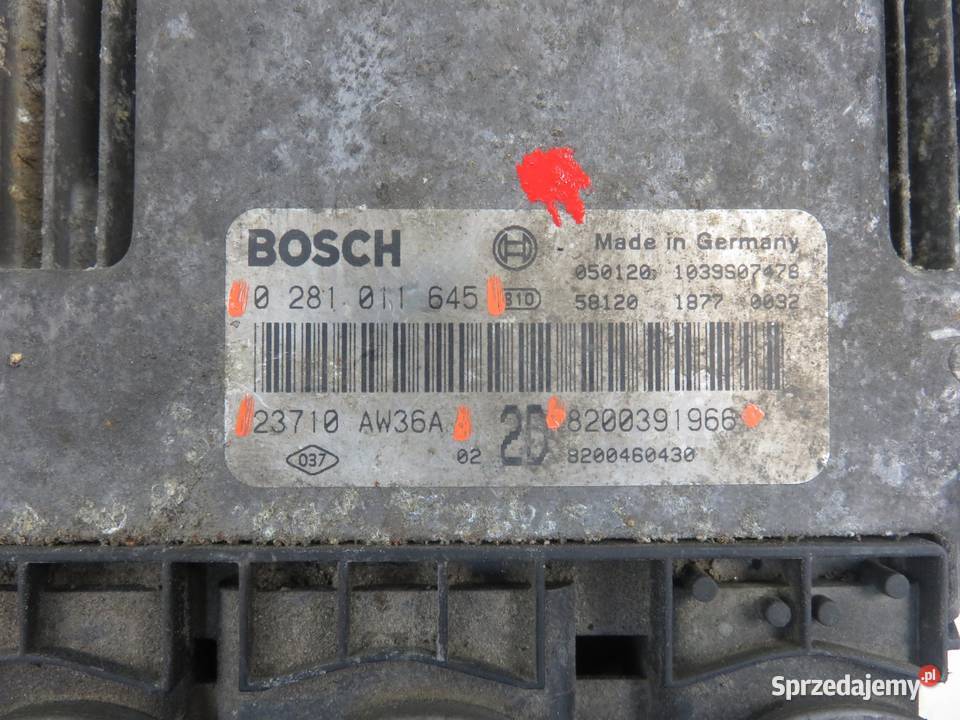 BOSCH
- Made in Germany
050120 1039S07478
0 281 011 645
58120 1877 0032
23710 AW36A
2D
8200391966
037
02
8200460430
Sprzedajemy.pl